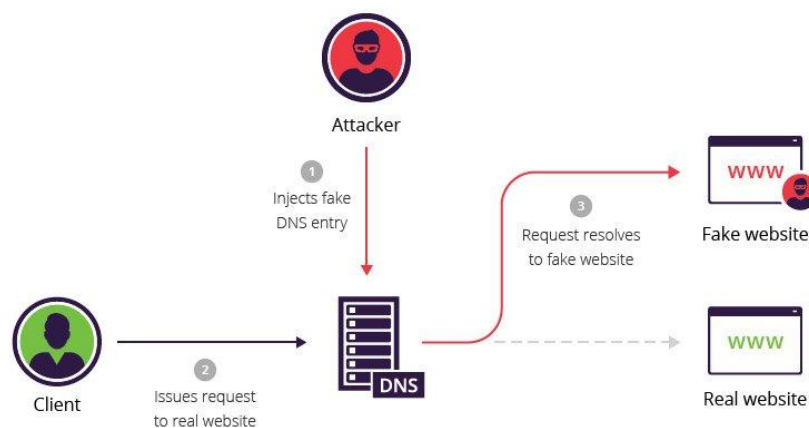 Attacker
1
Injects fake
DNS entry
www
3
Request resolves
to fake website
Fake website
DNS
www
2
Client
Issues request
to real website
Real website